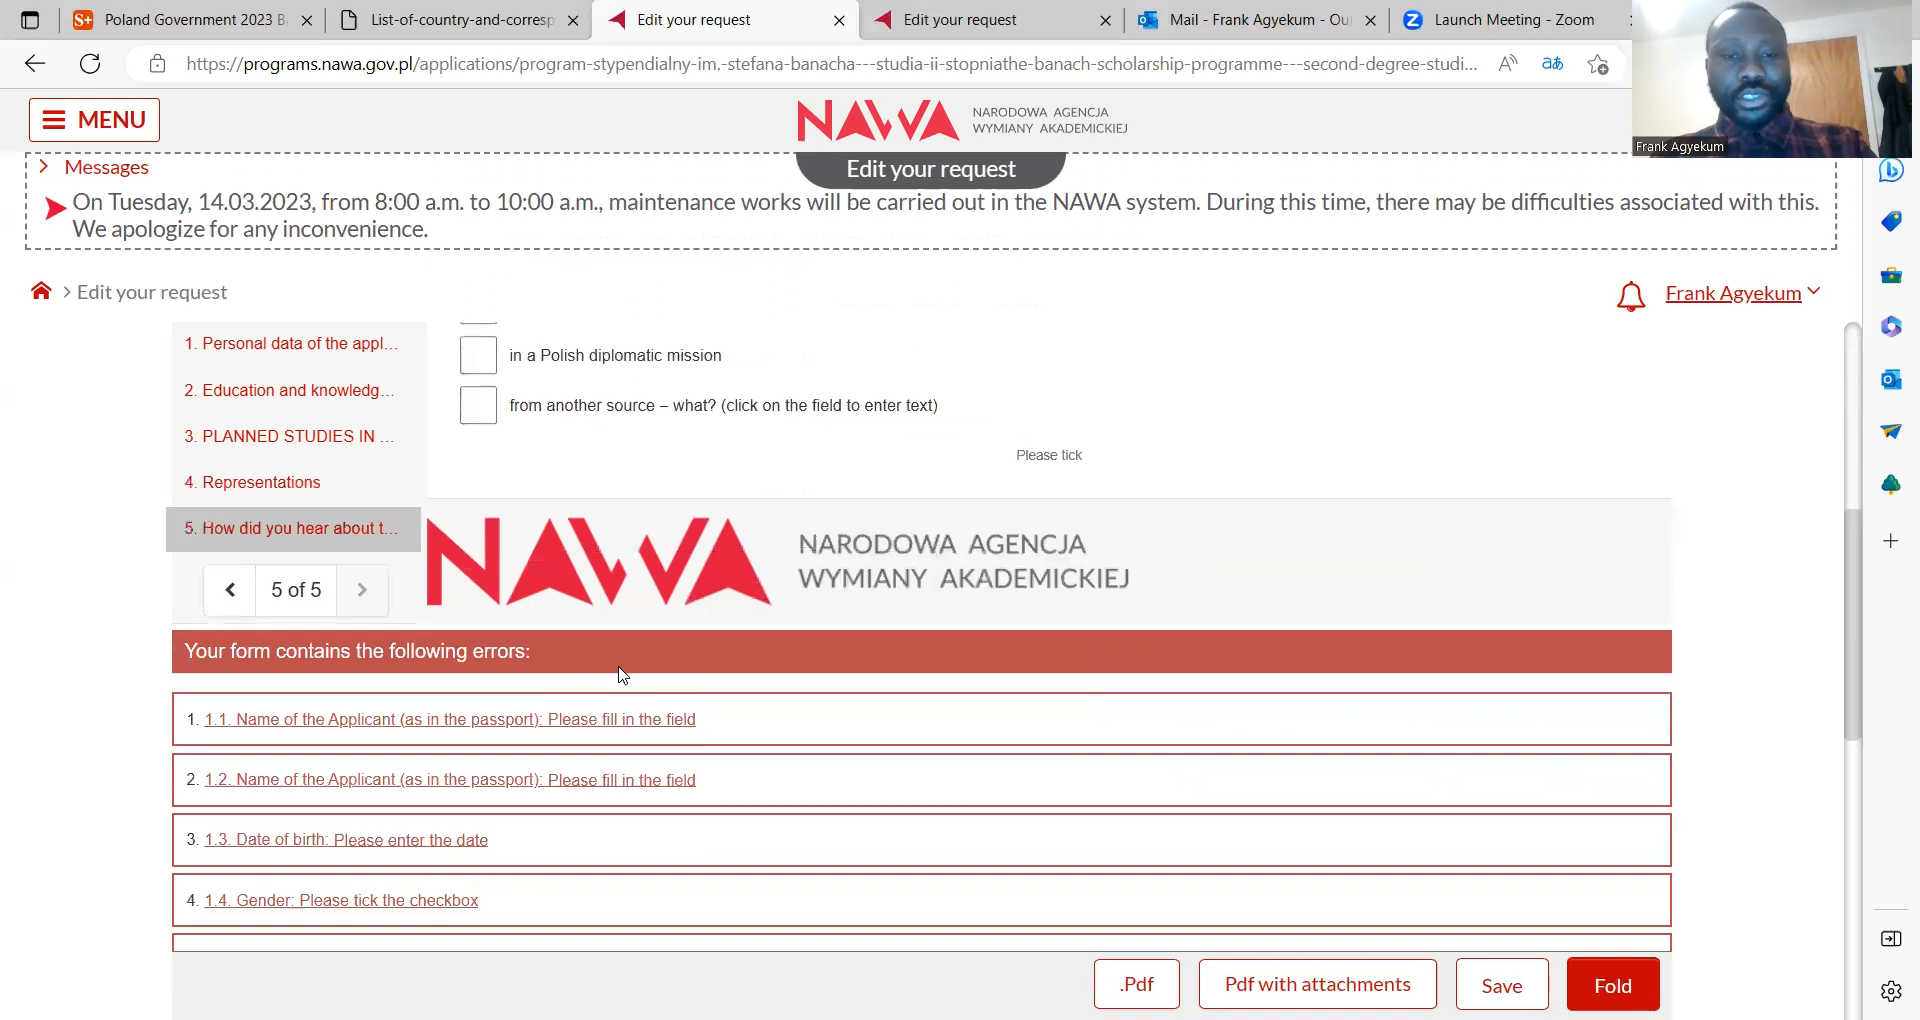 Poland Government 2023 B
List-of-country-and-corresp
Edit your request
Edit your request
Mail - Frank Agyekum - Ou
Launch Meeting - Zoom
https://programs.nawa.gov.pl/applications/program-stypendialny-im.-stefana-banacha---studia-ii-stopniathe-banach-scholarship-programme---second-degree-studi...
MENU
NAWA
NARODOWA AGENCJA
WYMIANY AKADEMICKIEJ
Frank Agyekum
Messages
Edit your request
On Tuesday, 14.03.2023, from 8:00 a.m. to 10:00 a.m., maintenance works will be carried out in the NAWA system. During this time, there may be difficulties associated with this.
We apologize for any inconvenience.
> Edit your request
Frank Agyekum
1. Personal data of the appl...
2. Education and knowledg...
3. PLANNED STUDIES IN ...
4. Representations
5. How did you hear about t...
5 of 5
in a Polish diplomatic mission
from another source – what? (click on the field to enter text)
Please tick
NAWA
NARODOWA AGENCJA
WYMIANY AKADEMICKIEJ
Your form contains the following errors:
1. 1.1. Name of the Applicant (as in the passport): Please fill in the field
2. 1.2. Name of the Applicant (as in the passport): Please fill in the field
3. 1.3. Date of birth: Please enter the date
4. 1.4. Gender: Please tick the checkbox
.Pdf
Pdf with attachments
Save
Fold